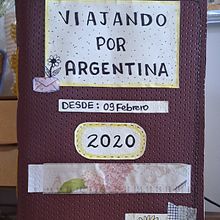 VIAJANDO
POR
ARGENTINA
DESDE: 09 Febrero
2020